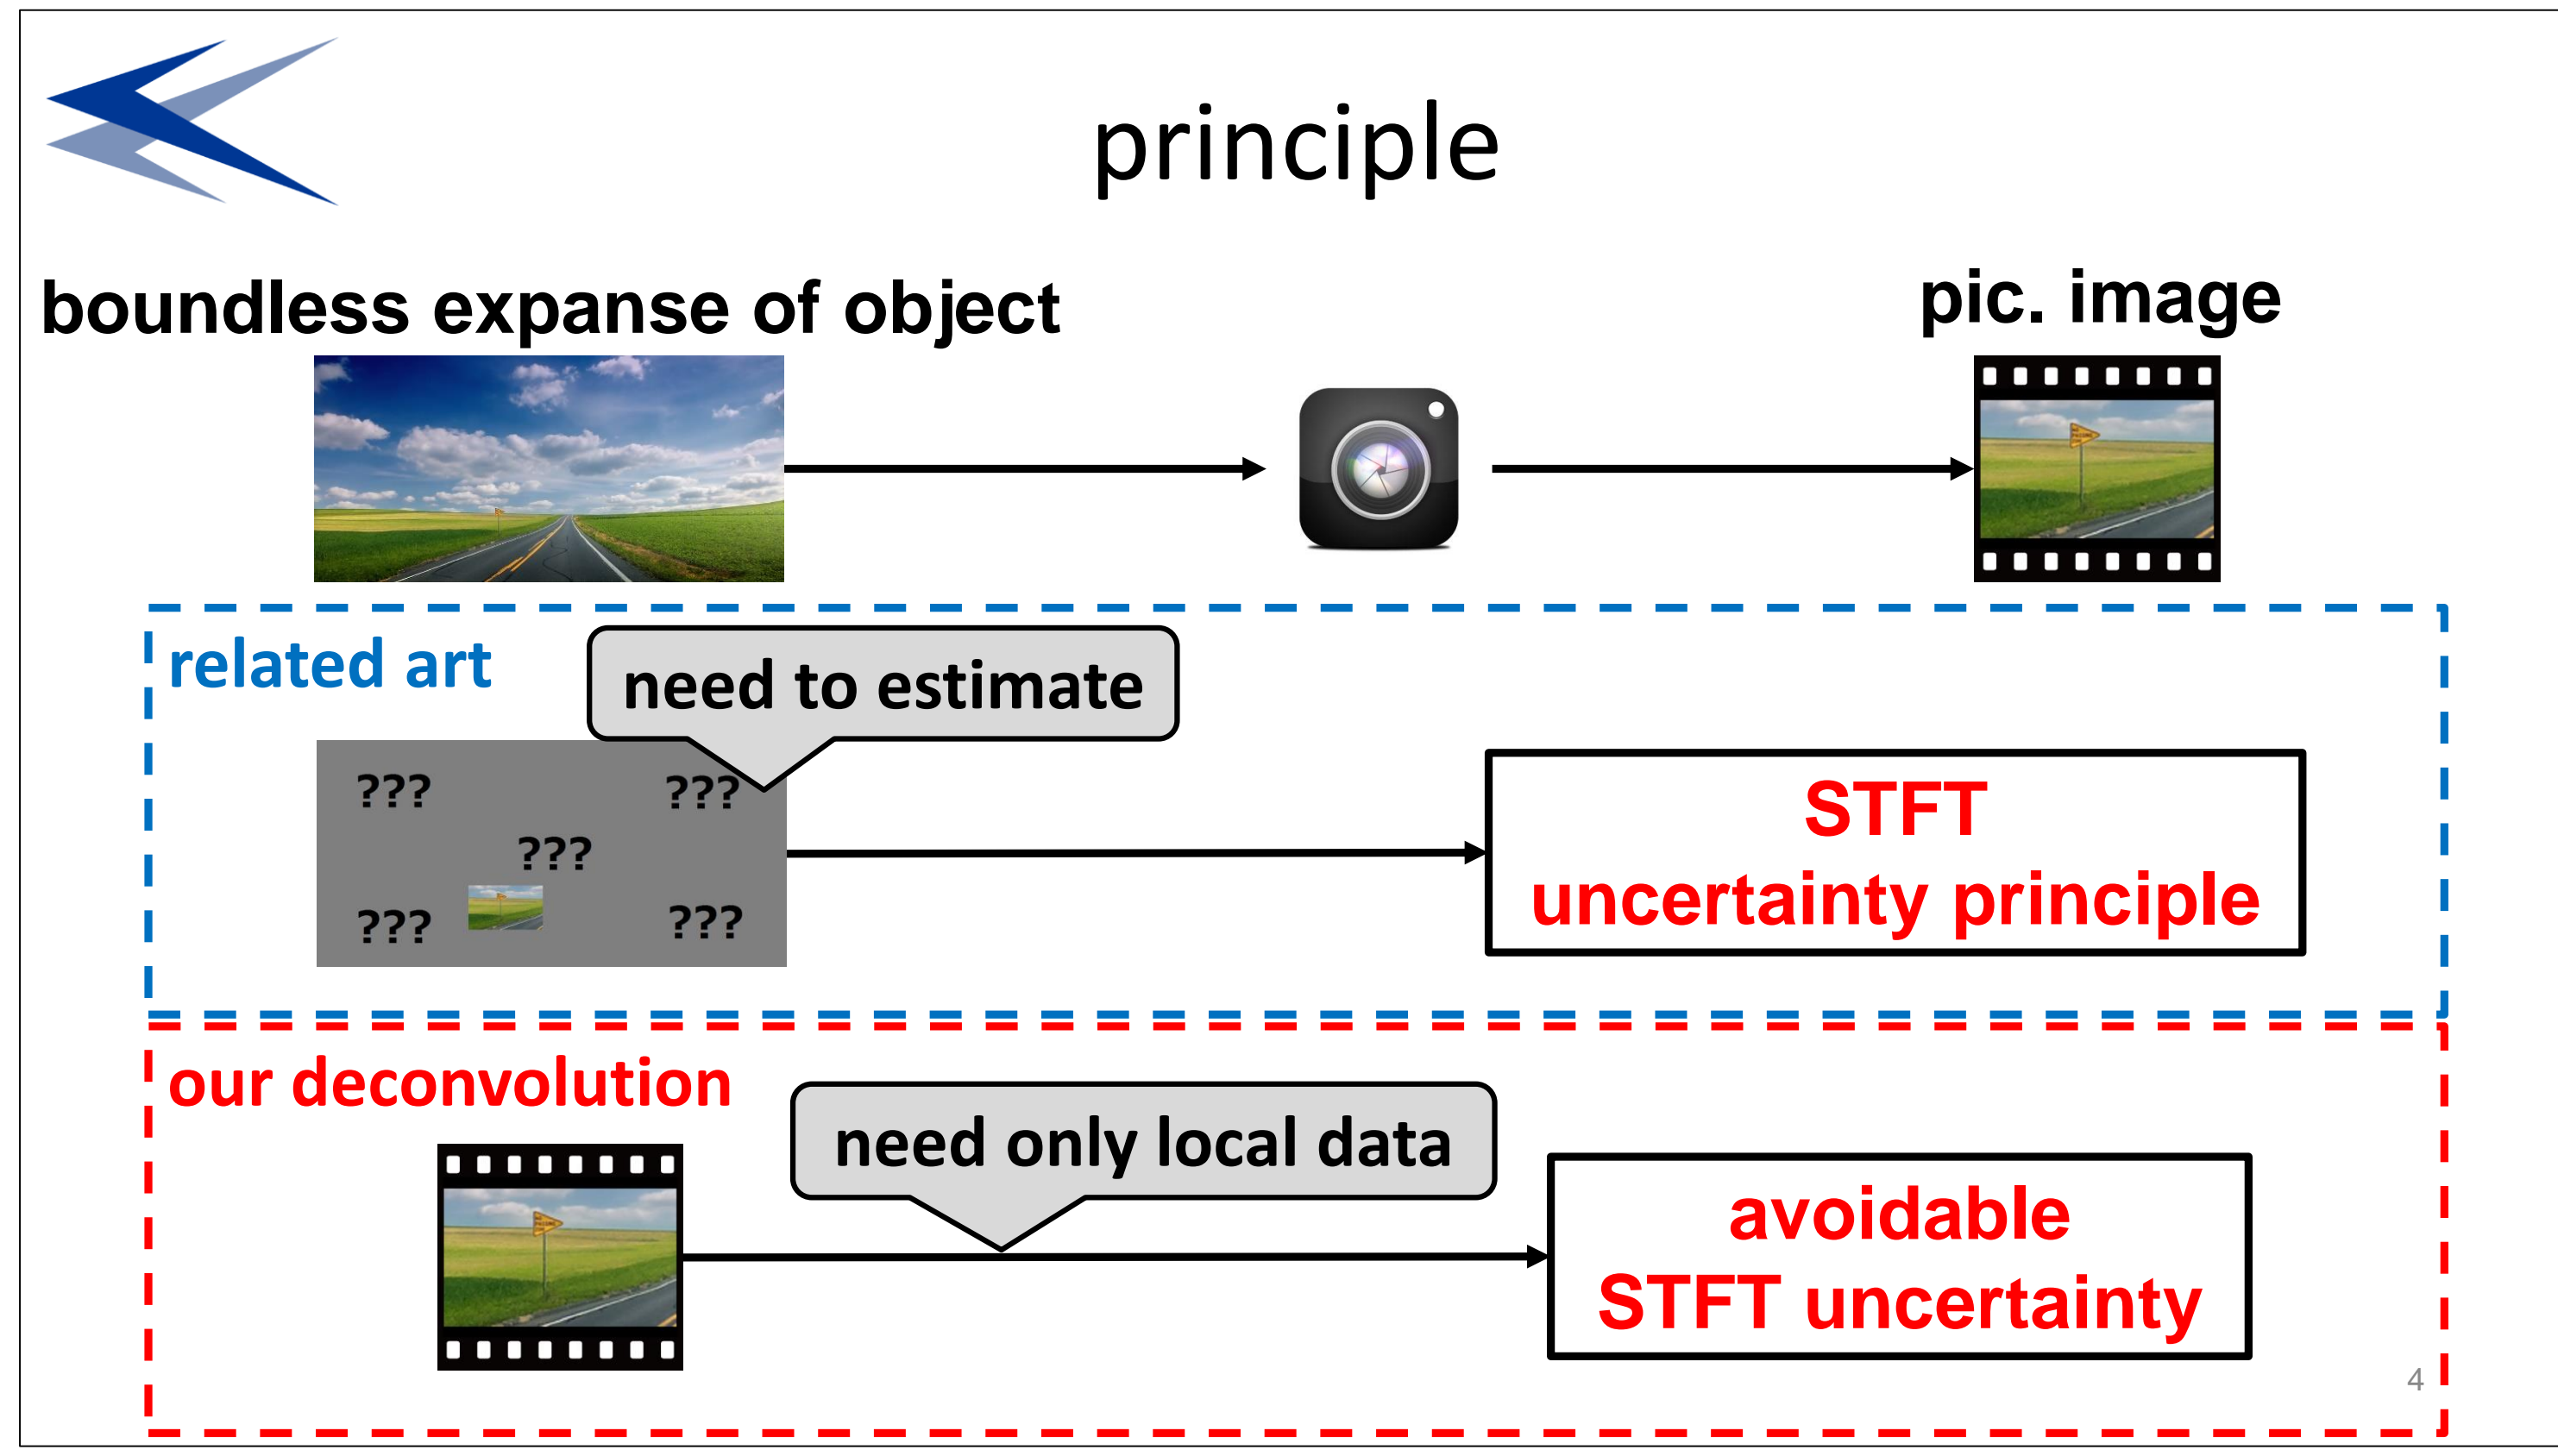 principle
boundless expanse of object
pic. image
related art
need to estimate
??? ???
???
??? ???
STFT
uncertainty principle
our deconvolution
need only local data
avoidable
STFT uncertainty
4